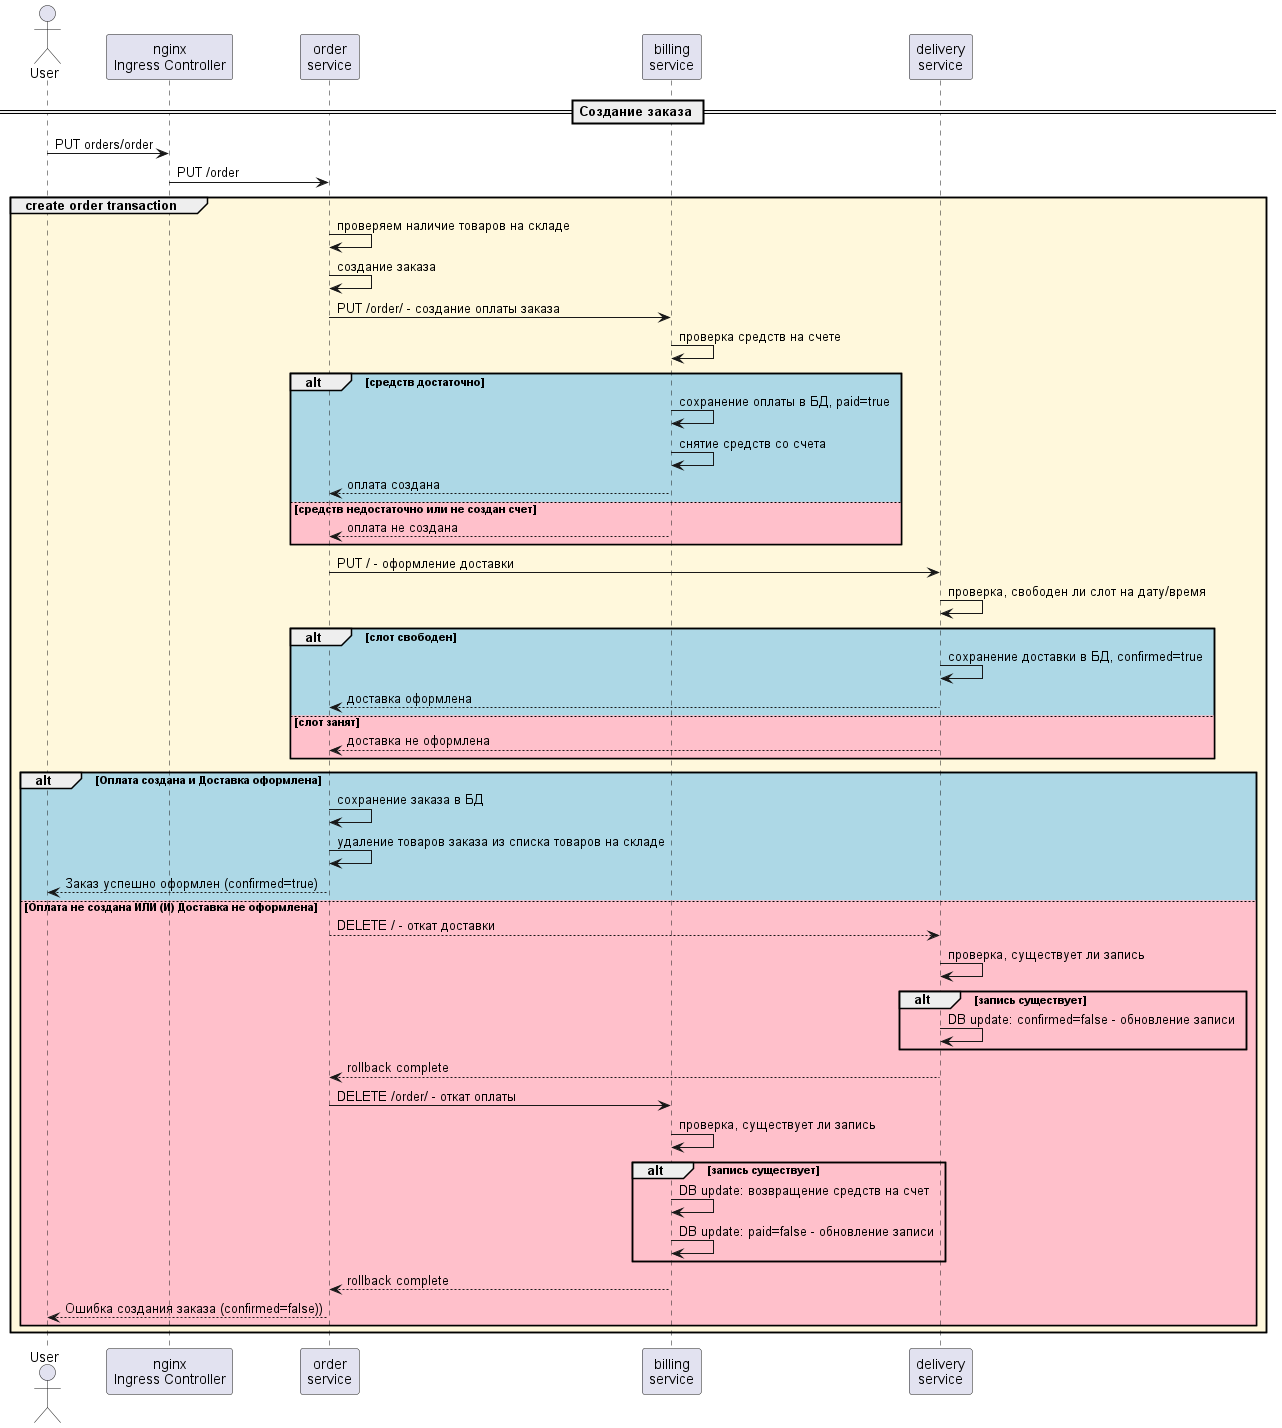 User
nginx
Ingress Controller
order
service
billing
service
delivery
service
Создание заказа
PUT orders/order
PUT /order
create order transaction
проверяем наличие товаров на складе
создание заказа
PUT /order/ - создание оплаты заказа
проверка средств на счете
alt [средств достаточно]
сохранение оплаты в БД, paid=true
снятие средств со счета
оплата создана
[средств недостаточно или не создан счет]
оплата не создана
PUT / - оформление доставки
проверка, свободен ли слот на дату/время
alt [слот свободен]
сохранение доставки в БД, confirmed=true
доставка оформлена
[слот занят]
доставка не оформлена
alt [Оплата создана и Доставка оформлена]
сохранение заказа в БД
удаление товаров заказа из списка товаров на складе
Заказ успешно оформлен (confirmed=true)
[Оплата не создана ИЛИ (И) Доставка не оформлена]
DELETE / - откат доставки
проверка, существует ли запись
alt [запись существует]
DB update: confirmed=false - обновление записи
rollback complete
DELETE /order/ - откат оплаты
проверка, существует ли запись
alt [запись существует]
DB update: возвращение средств на счет
DB update: paid=false - обновление записи
rollback complete
Ошибка создания заказа (confirmed=false))
User
nginx
Ingress Controller
order
service
billing
service
delivery
service